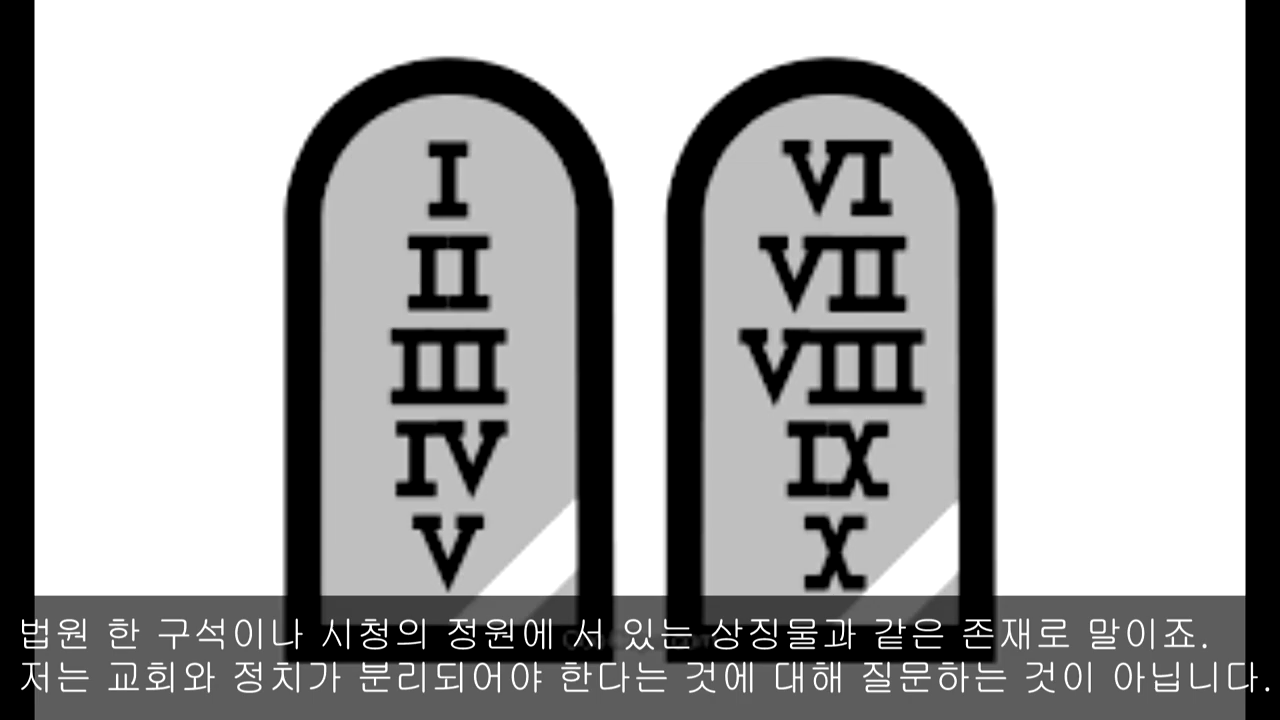 I
II
III
IV
V
VI
VII
VIII
IX
X
법원 한 구석이나 시청의 정원에 서 있는 상징물과 같은 존재로 말이죠.
저는 교회와 정치가 분리되어야 한다는 것에 대해 질문하는 것이 아닙니다.